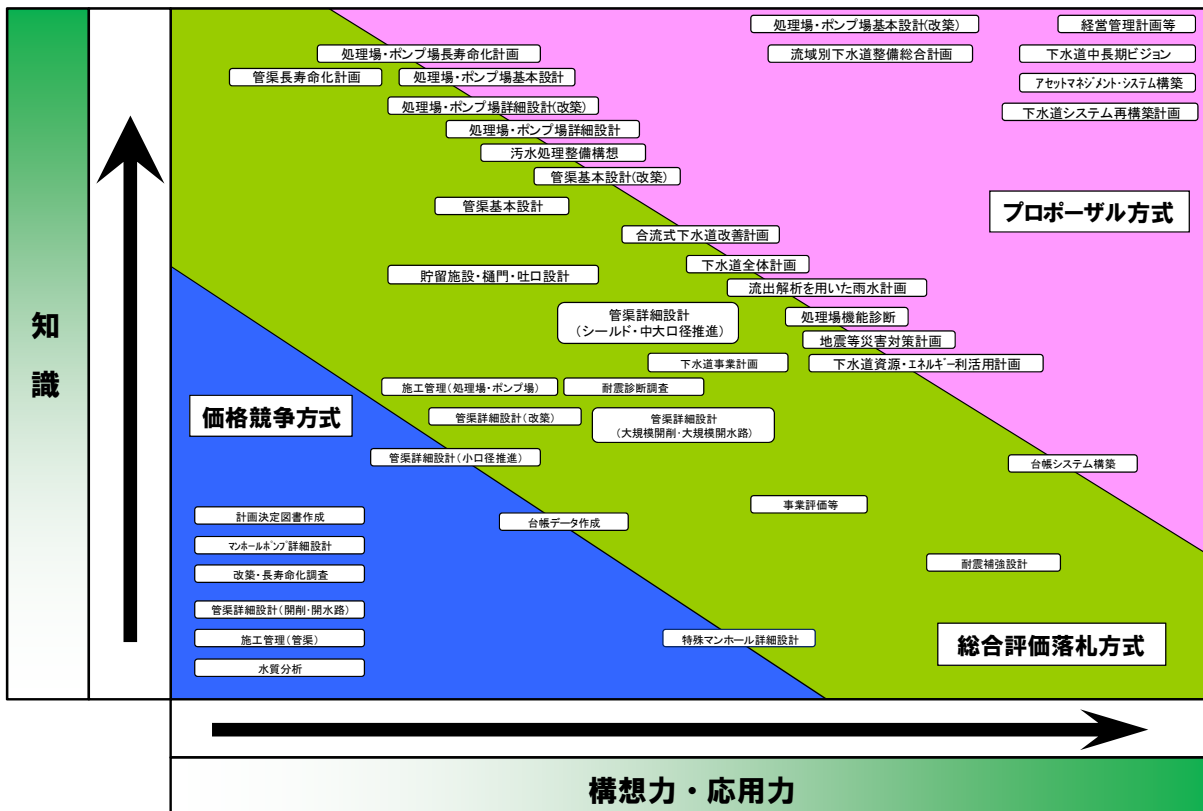 処理場・ポンプ場基本設計(改築)
経営管理計画等
処理場・ポンプ場長寿命化計画
流域別下水道整備総合計画
下水道中長期ビジョン
管渠長寿命化計画
処理場・ポンプ場基本設計
アセットマネジメント・システム構築
処理場・ポンプ場詳細設計(改築)
下水道システム再構築計画
処理場・ポンプ場詳細設計
汚水処理整備構想
管渠基本設計(改築)
管渠基本設計
プロポーザル方式
合流式下水道改善計画
下水道全体計画
貯留施設・樋門・吐口設計
流出解析を用いた雨水計画
管渠詳細設計
(シールド・中大口径推進)
処理場機能診断
地震等災害対策計画
下水道事業計画
下水道資源・エネルギー利活用計画
知
識
施工管理(処理場・ポンプ場)
耐震診断調査
価格競争方式
管渠詳細設計(改築)
管渠詳細設計
(大規模開削・大規模開水路)
管渠詳細設計(小口径推進)
台帳システム構築
事業評価等
計画決定図書作成
台帳データ作成
マンホールポンプ詳細設計
耐震補強設計
改築・長寿命化調査
管渠詳細設計(開削・開水路)
施工管理(管渠)
特殊マンホール詳細設計
総合評価落札方式
水質分析
構想力・応用力